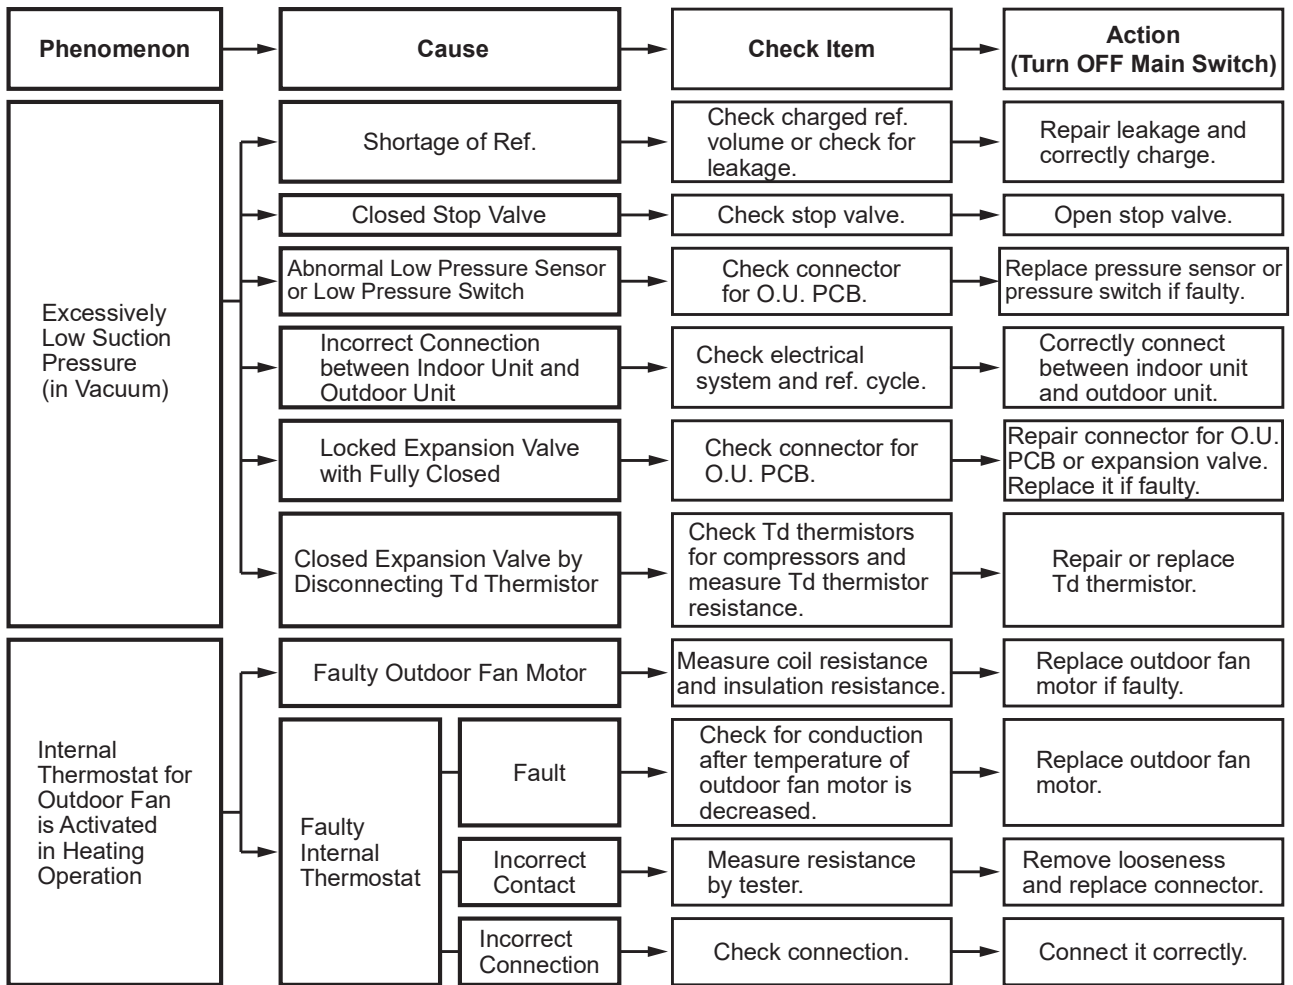 Phenomenon
Cause
Check Item
Action
(Turn OFF Main Switch)
Excessively
Low Suction
Pressure
(in Vacuum)
Shortage of Ref.
Check charged ref.
volume or check for
leakage.
Repair leakage and
correctly charge.
Closed Stop Valve
Check stop valve.
Open stop valve.
Abnormal Low Pressure Sensor
or Low Pressure Switch
Check connector
for O.U. PCB.
Replace pressure sensor or
pressure switch if faulty.
Incorrect Connection
between Indoor Unit and
Outdoor Unit
Check electrical
system and ref. cycle.
Correctly connect
between indoor unit
and outdoor unit.
Locked Expansion Valve
with Fully Closed
Check connector for
O.U. PCB.
Repair connector for O.U.
PCB or expansion valve.
Replace it if faulty.
Closed Expansion Valve by
Disconnecting Td Thermistor
Check Td thermistors
for compressors and
measure Td thermistor
resistance.
Repair or replace
Td thermistor.
Internal
Thermostat for
Outdoor Fan
is Activated
in Heating
Operation
Faulty Outdoor Fan Motor
Measure coil resistance
and insulation resistance.
Replace outdoor fan
motor if faulty.
Faulty
Internal
Thermostat
Fault
Check for conduction
after temperature of
outdoor fan motor is
decreased.
Replace outdoor fan
motor.
Incorrect
Contact
Measure resistance
by tester.
Remove looseness
and replace connector.
Incorrect
Connection
Check connection.
Connect it correctly.